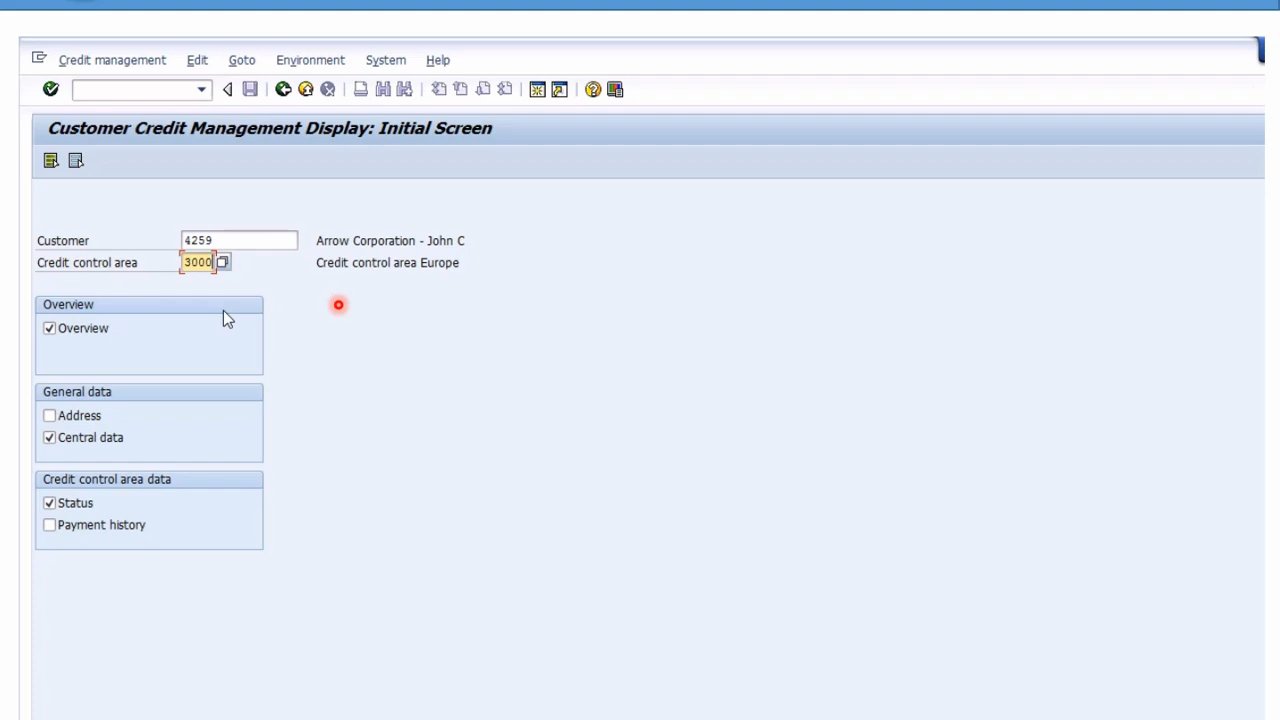 Credit management Edit Goto Environment System Help
Customer Credit Management Display: Initial Screen
Customer 4259 Arrow Corporation - John C
Credit control area 3000 Credit control area Europe
Overview
Overview
General data
Address
Central data
Credit control area data
Status
Payment history